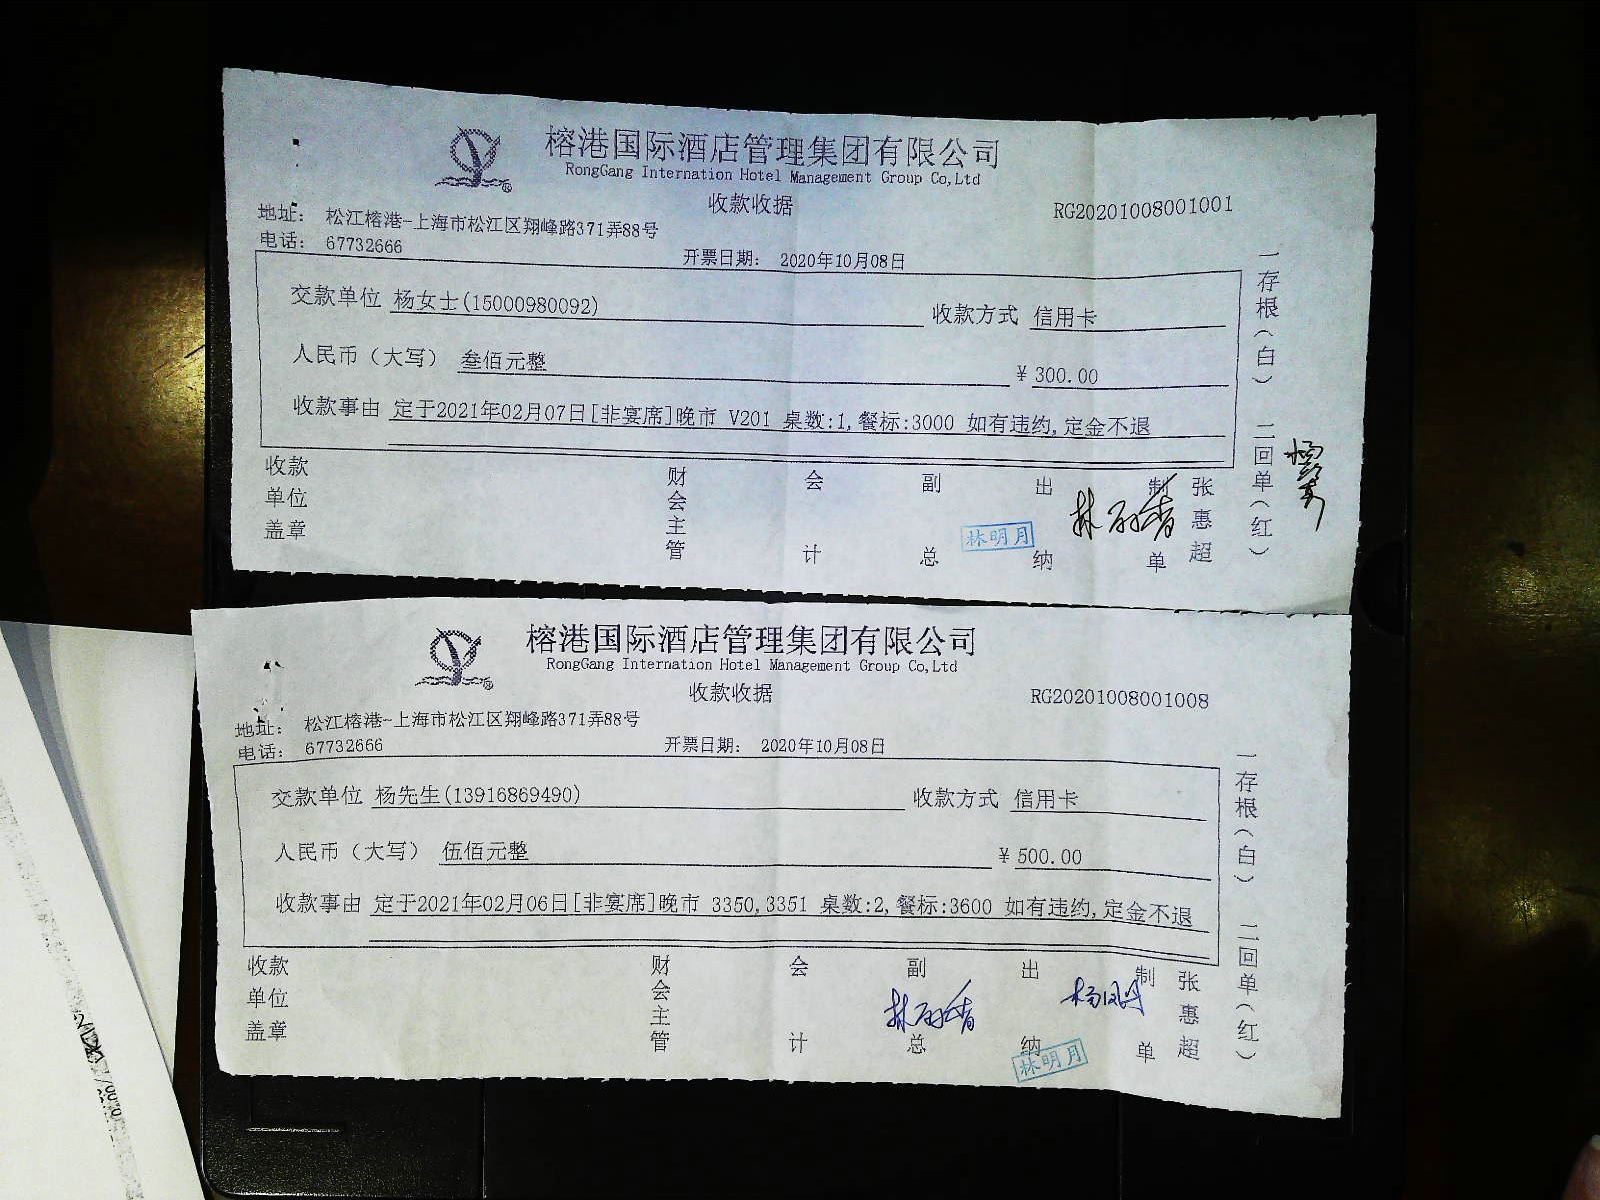 榕港国际酒店管理集团有限公司
RongGang Internation Hotel Management Group Co,Ltd
收款收据
RG20201008001001
地址： 松江榕港-上海市松江区翔峰路371弄88号
电话： 67732666
开票日期： 2020年10月08日
交款单位 杨女士(15000980092) 收款方式 信用卡
人民币（大写） 叁佰元整 ¥ 300.00
收款事由 定于2021年02月07日[非宴席]晚市 V201 桌数:1,餐标:3000 如有违约,定金不退
收款单位盖章 财会主管 会计 副总 出纳 制单 张惠超
林明月
一存根(白) 二回单(红)
榕港国际酒店管理集团有限公司
RongGang Internation Hotel Management Group Co,Ltd
收款收据
RG20201008001008
地址： 松江榕港-上海市松江区翔峰路371弄88号
电话： 67732666
开票日期： 2020年10月08日
交款单位 杨先生(13916869490) 收款方式 信用卡
人民币（大写） 伍佰元整 ¥ 500.00
收款事由 定于2021年02月06日[非宴席]晚市 3350,3351 桌数:2,餐标:3600 如有违约,定金不退
收款单位盖章 财会主管 会计 副总 出纳 制单 张惠超
林明月
一存根(白) 二回单(红)